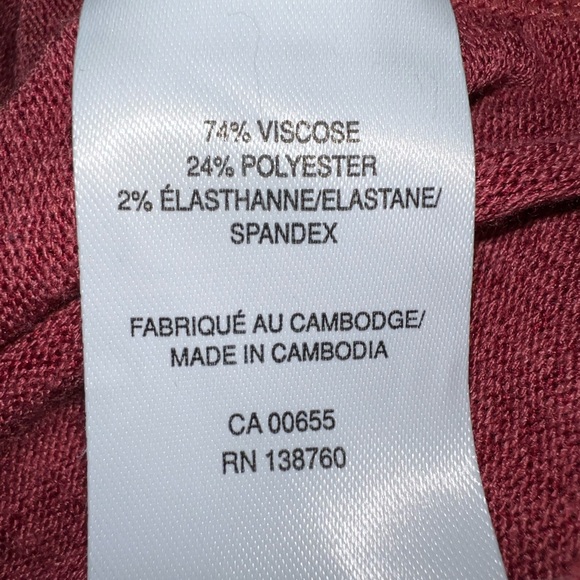 74% VISCOSE
24% POLYESTER
2% ÉLASTHANNE/ELASTANE/
SPANDEX
FABRIQUÉ AU CAMBODGE/
MADE IN CAMBODIA
CA 00655
RN 138760